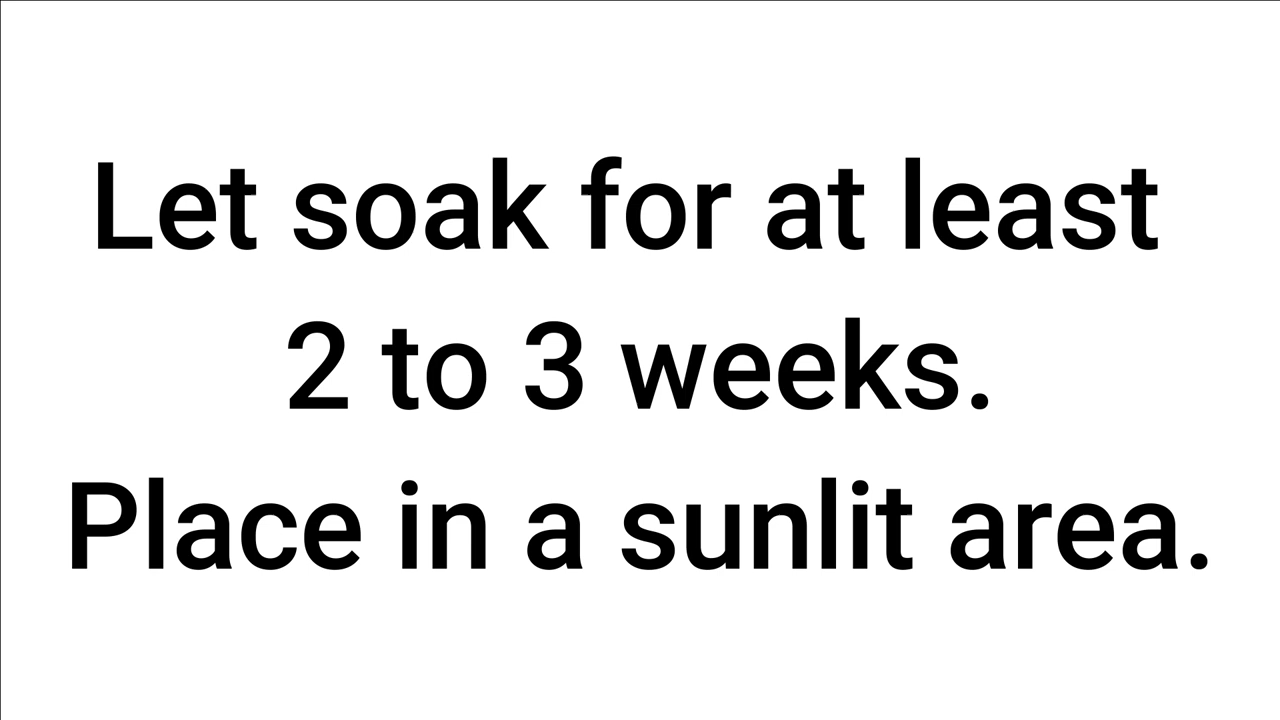 Let soak for at least
2 to 3 weeks.
Place in a sunlit area.